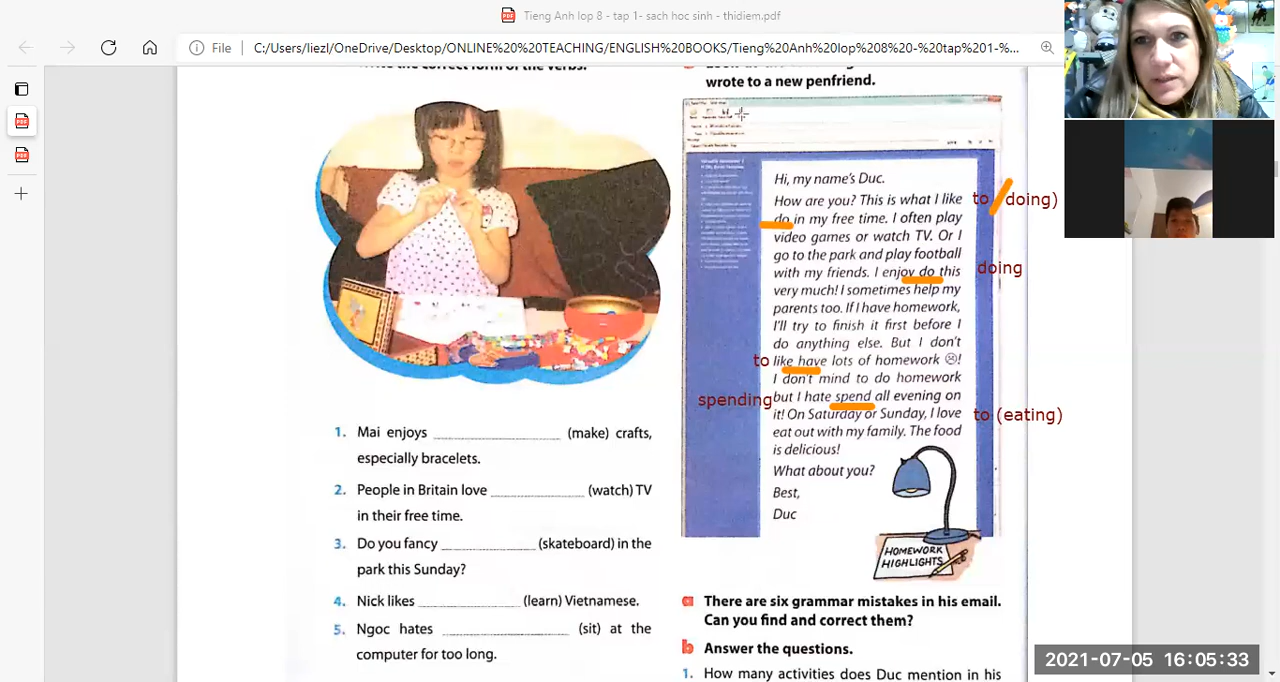 Tieng Anh lop 8 - tap 1- sach hoc sinh - thidiem.pdf
File C:/Users/liezl/OneDrive/Desktop/ONLINE%20%20TEACHING/ENGLISH%20BOOKS/Tieng%20Anh%20lop%208%20-%20tap%201-%...
the correct form of the verbs.
wrote to a new penfriend.
Hi, my name's Duc.
How are you? This is what I like to / doing)
do in my free time. I often play
video games or watch TV. Or I
go to the park and play football
with my friends. I enjoy do this doing
very much! I sometimes help my
parents too. If I have homework,
I'll try to finish it first before I
do anything else. But I don't
to like have lots of homework ☹!
I don't mind to do homework
spending but I hate spend all evening on
it! On Saturday or Sunday, I love to (eating)
eat out with my family. The food
is delicious!
What about you?
Best,
Duc
HOMEWORK
HIGHLIGHTS
1. Mai enjoys ____________ (make) crafts,
especially bracelets.
2. People in Britain love ____________ (watch) TV
in their free time.
3. Do you fancy ____________ (skateboard) in the
park this Sunday?
4. Nick likes ____________ (learn) Vietnamese.
5. Ngoc hates ____________ (sit) at the
computer for too long.
a There are six grammar mistakes in his email.
Can you find and correct them?
b Answer the questions.
1. How many activities does Duc mention in his
2021-07-05 16:05:33